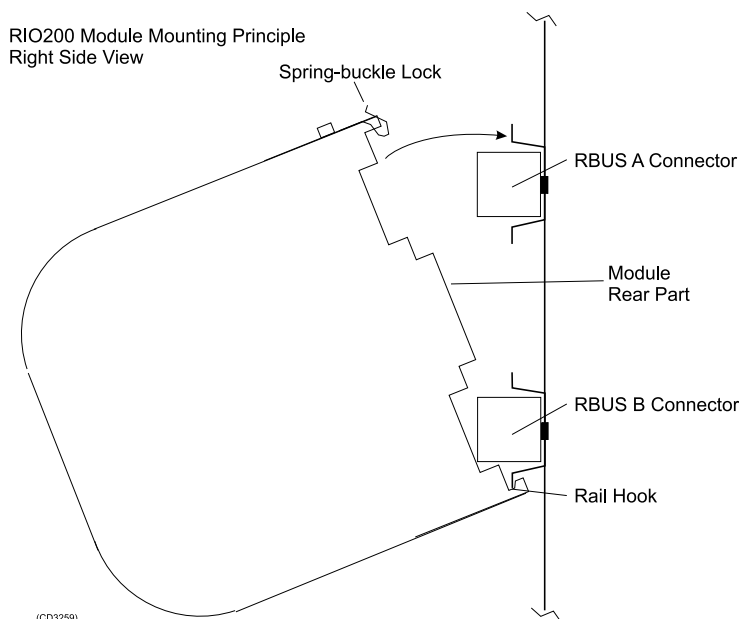 RIO200 Module Mounting Principle
Right Side View
Spring-buckle Lock
RBUS A Connector
Module
Rear Part
RBUS B Connector
Rail Hook
(CD3259)